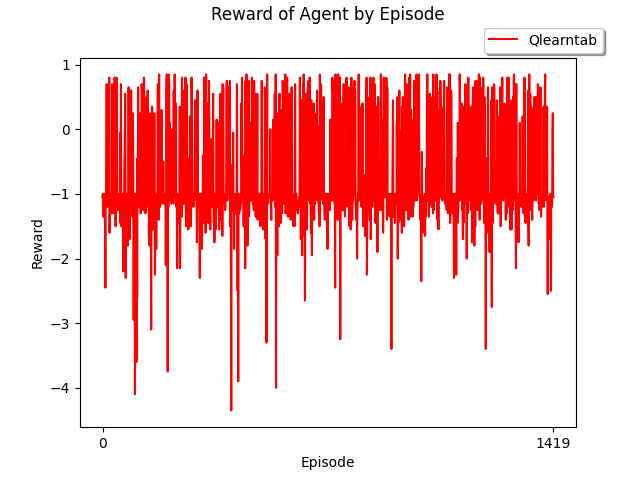 Reward of Agent by Episode
Qlearntab
1
0
−1
−2
−3
−4
Reward
0
1419
Episode